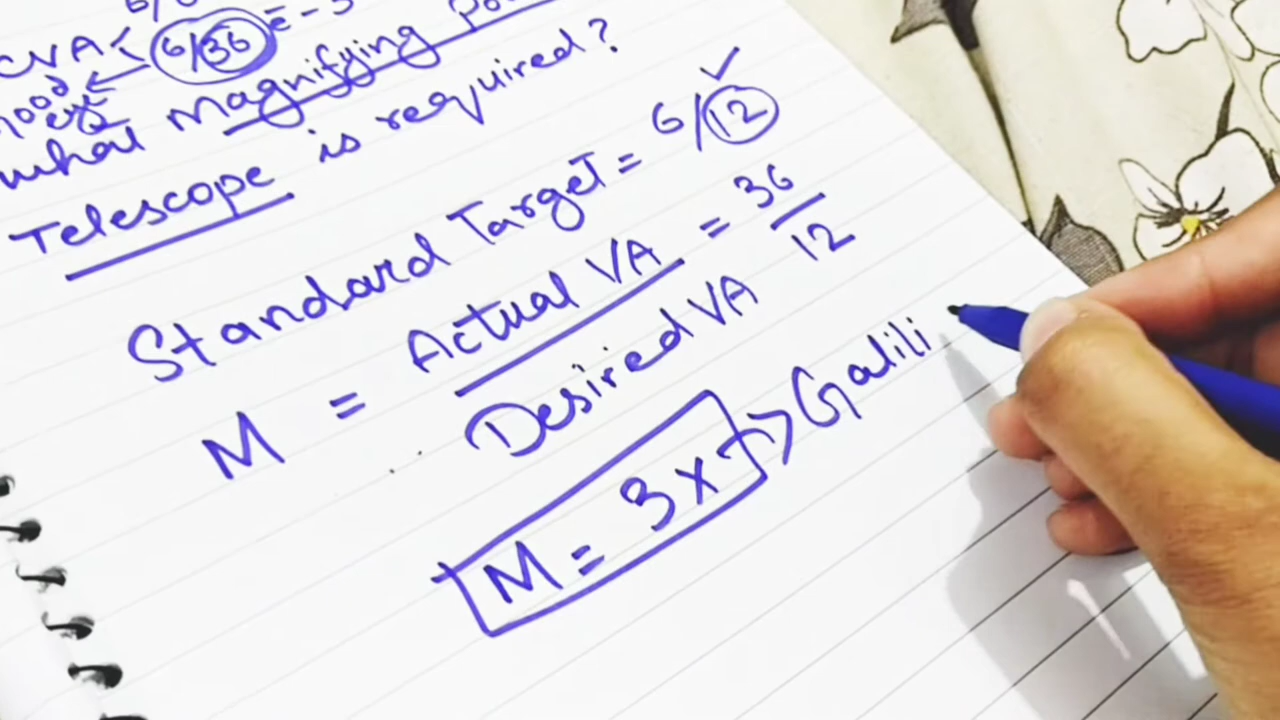 CVA < 6/36 c̄ -3
good eye
what Magnifying
Telescope is required?
Standard Target = 6/12 ✓
M = Actual VA / Desired VA = 36 / 12
M = 3x > Galili